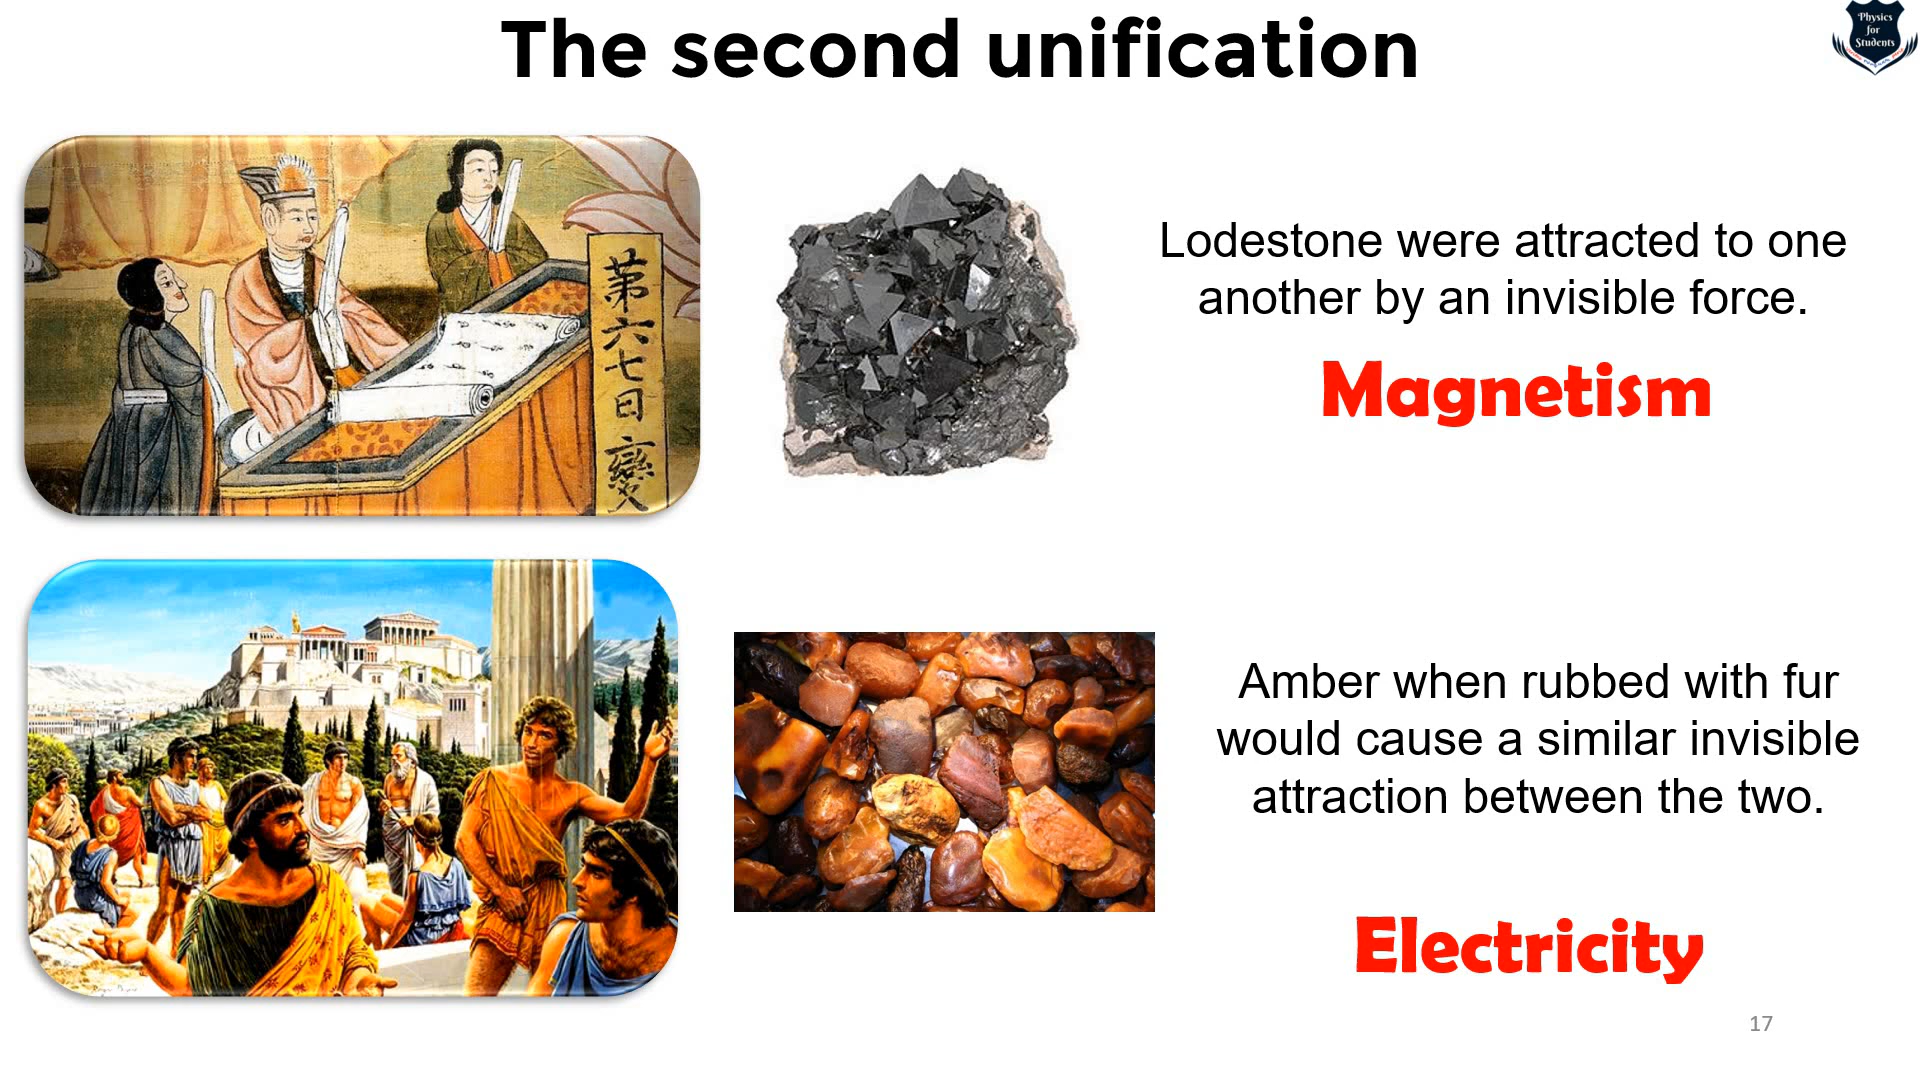 The second unification
Physics
for
Students
第六七日變
Lodestone were attracted to one
another by an invisible force.
Magnetism
Amber when rubbed with fur
would cause a similar invisible
attraction between the two.
Electricity
17